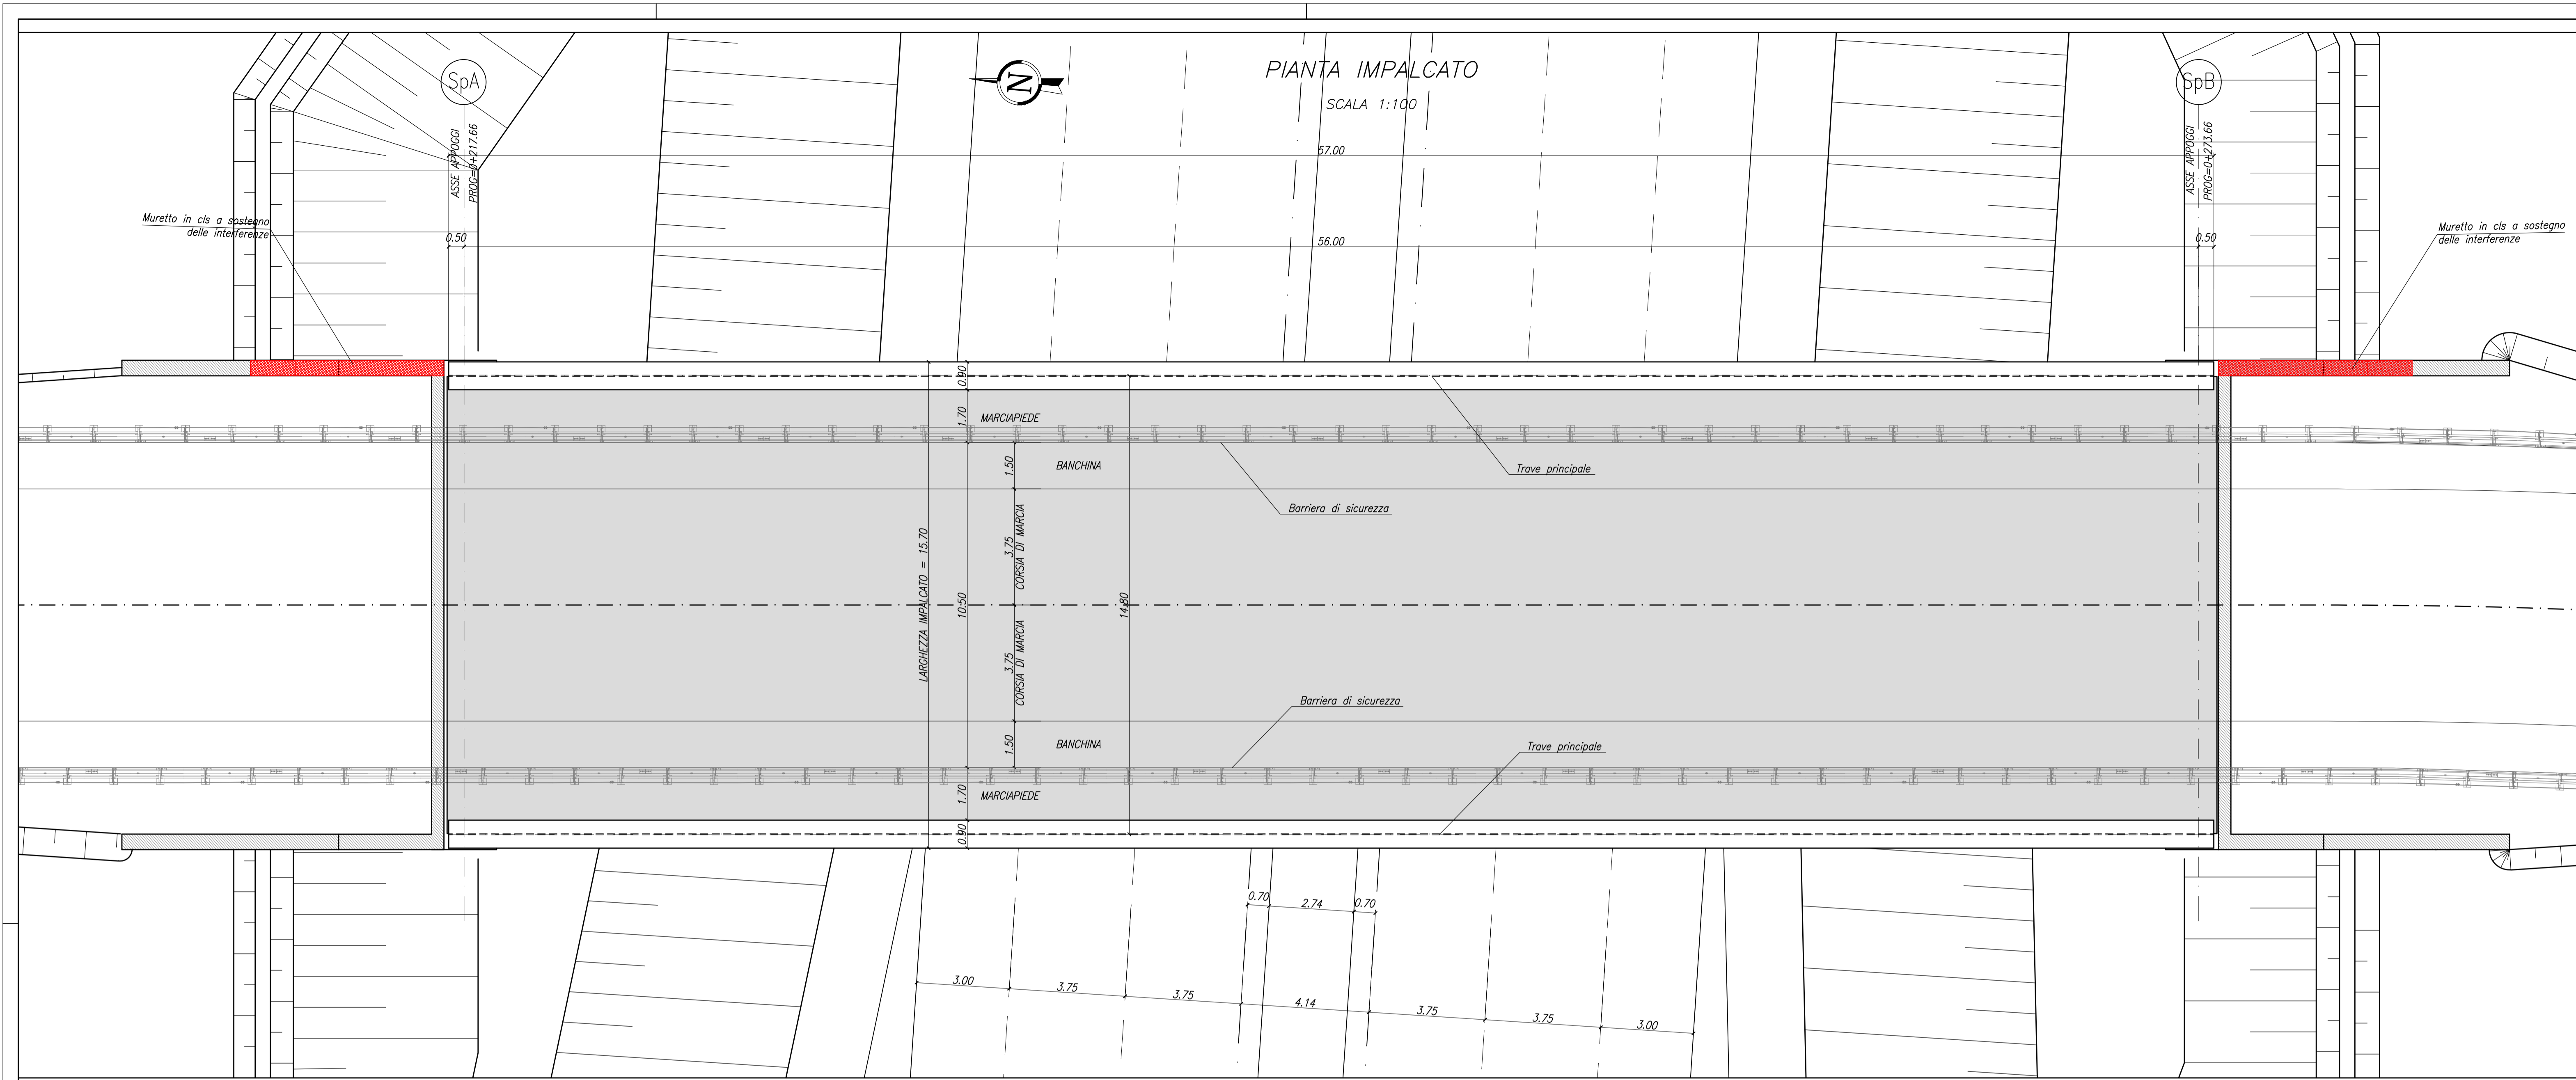 PIANTA IMPALCATO
SCALA 1:100
N
SpA
ASSE APPOGGI
PROG=0+217.66
SpB
ASSE APPOGGI
PROG=0+273.66
57.00
0.50
56.00
0.50
Muretto in cls a sostegno
delle interferenze
Muretto in cls a sostegno
delle interferenze
0.90
1.70
MARCIAPIEDE
1.50
BANCHINA
Trave principale
Barriera di sicurezza
3.75
CORSIA DI MARCIA
LARGHEZZA IMPALCATO = 15.70
10.50
14.80
3.75
CORSIA DI MARCIA
Barriera di sicurezza
1.50
BANCHINA
Trave principale
1.70
MARCIAPIEDE
0.90
0.70
2.74
0.70
3.00
3.75
3.75
4.14
3.75
3.75
3.00